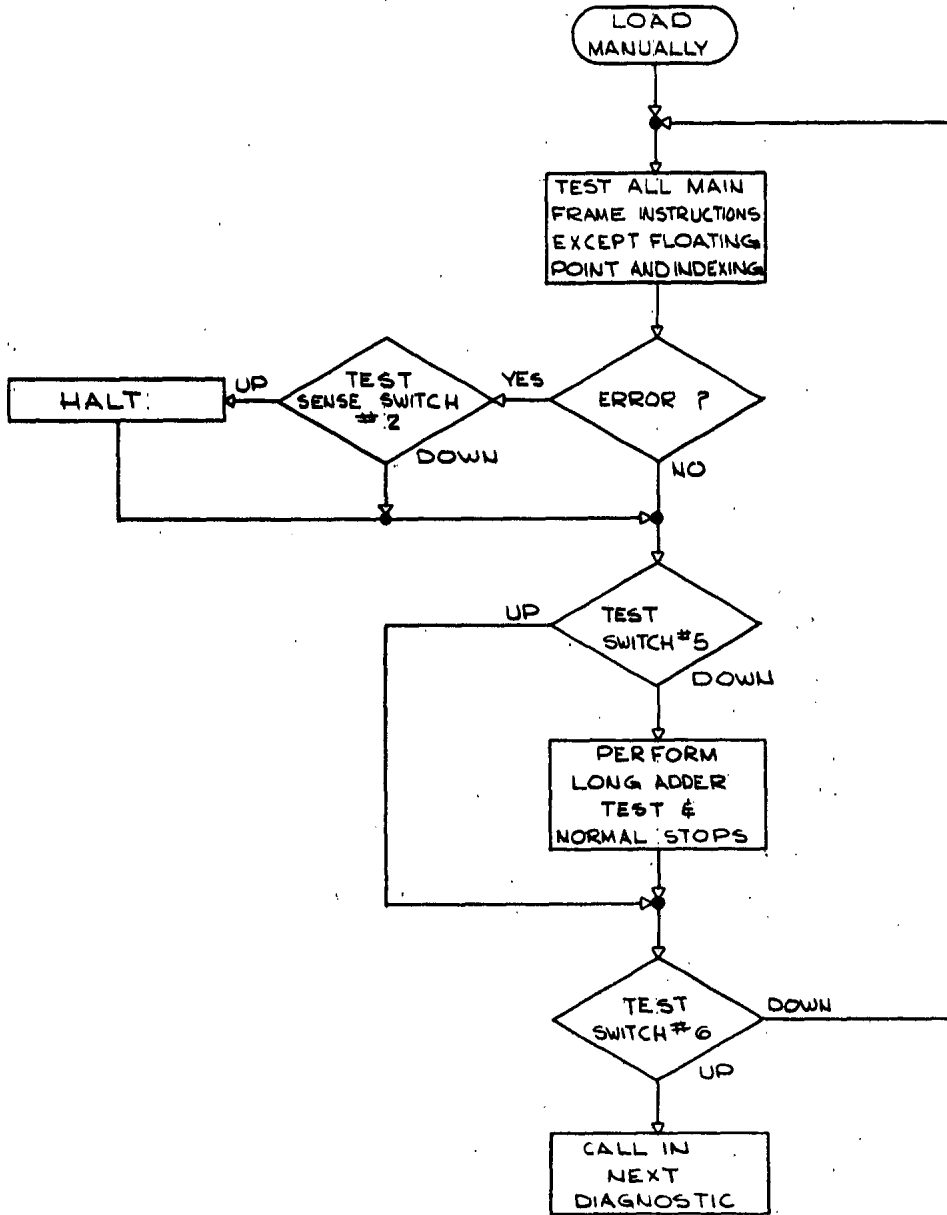 LOAD
MANUALLY
TEST ALL MAIN
FRAME INSTRUCTIONS
EXCEPT FLOATING
POINT AND INDEXING
ERROR ?
YES
NO
TEST
SENSE SWITCH
# 2
UP
DOWN
HALT
TEST
SWITCH #5
UP
DOWN
PERFORM
LONG ADDER
TEST &
NORMAL STOPS
TEST
SWITCH #6
DOWN
UP
CALL IN
NEXT
DIAGNOSTIC